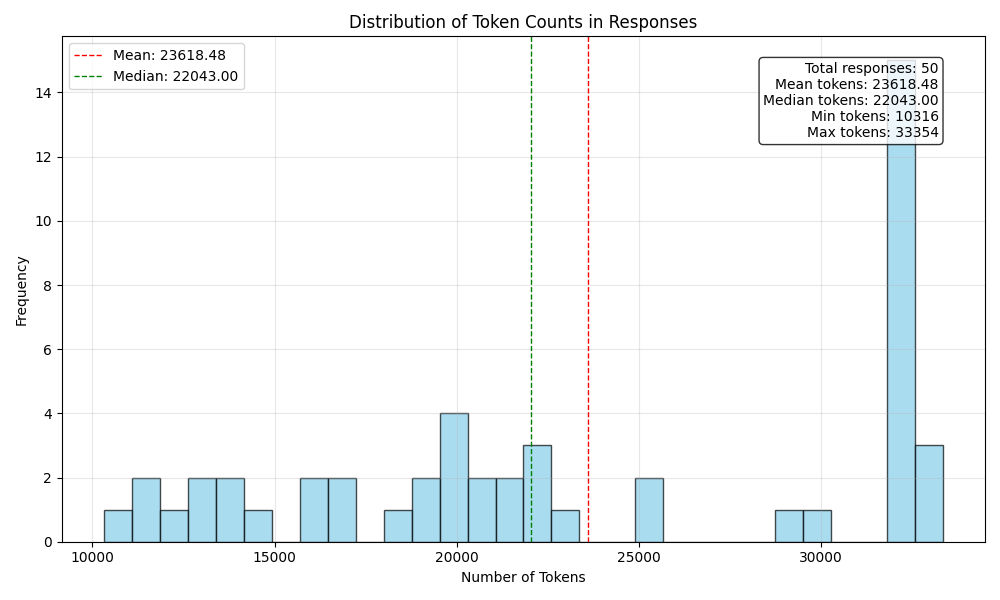 Distribution of Token Counts in Responses
Mean: 23618.48
Median: 22043.00
Total responses: 50
Mean tokens: 23618.48
Median tokens: 22043.00
Min tokens: 10316
Max tokens: 33354
Frequency
14
12
10
8
6
4
2
0
10000 15000 20000 25000 30000
Number of Tokens